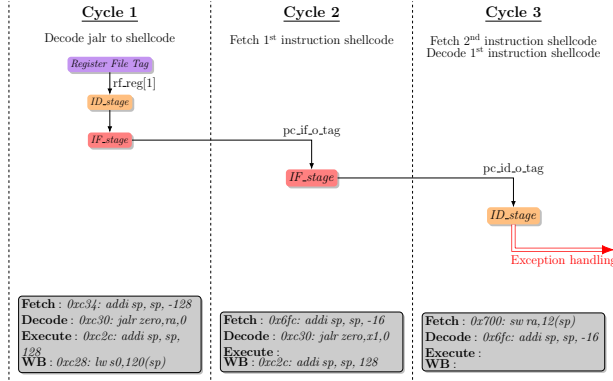 Cycle 1
Decode jalr to shellcode
Register File Tag
rf_reg[1]
ID_stage
IF_stage
Fetch : 0xc34: addi sp, sp, -128
Decode : 0xc30: jalr zero,ra,0
Execute : 0xc2c: addi sp, sp,
128
WB : 0xc28: lw s0,120(sp)
Cycle 2
Fetch 1st instruction shellcode
pc_if_o_tag
IF_stage
Fetch : 0x6fc: addi sp, sp, -16
Decode : 0xc30: jalr zero,x1,0
Execute :
WB : 0xc2c: addi sp, sp, 128
Cycle 3
Fetch 2nd instruction shellcode
Decode 1st instruction shellcode
pc_id_o_tag
ID_stage
Exception handling
Fetch : 0x700: sw ra,12(sp)
Decode : 0x6fc: addi sp, sp, -16
Execute :
WB :